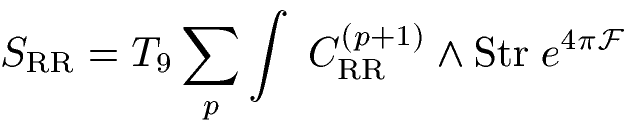 $S_{\mathrm{RR}} = T_9 \sum_p \int \; C_{\mathrm{RR}}^{(p+1)} \wedge \mathrm{Str} \; e^{4\pi\mathcal{F}}$